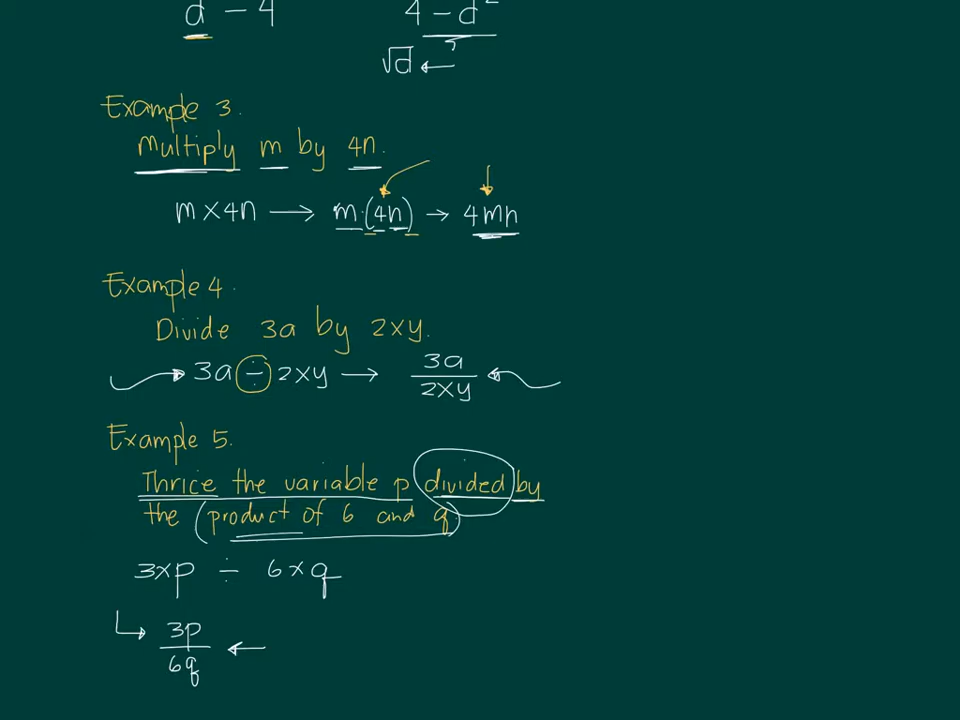 d - 4 4 - d²
√d ←
Example 3.
Multiply m by 4n.
m × 4n → m·(4n) → 4mn
Example 4.
Divide 3a by 2xy.
3a ÷ 2xy → 3a/2xy
Example 5.
Thrice the variable p divided by
the (product of 6 and q)
3×p ÷ 6×q
↳ 3p/6q ←